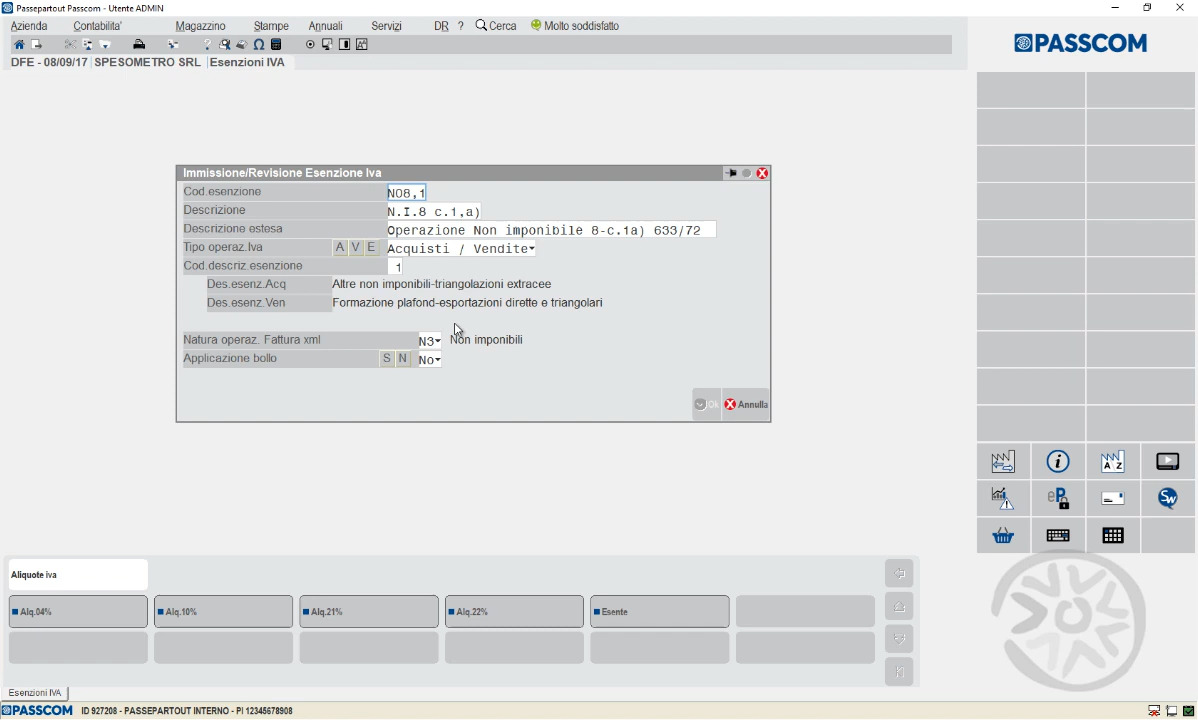 Passepartout Passcom - Utente ADMIN
Azienda Contabilita' Magazzino Stampe Annuali Servizi DR ? Cerca Molto soddisfatto
DFE - 08/09/17 SPESOMETRO SRL Esenzioni IVA
PASSCOM
Immissione/Revisione Esenzione Iva
Cod.esenzione NO8,1
Descrizione N.I.8 c.1,a)
Descrizione estesa Operazione Non imponibile 8-c.1a) 633/72
Tipo operaz.Iva A V E Acquisti / Vendite
Cod.descriz.esenzione 1
Des.esenz.Acq Altre non imponibili-triangolazioni extracee
Des.esenz.Ven Formazione plafond-esportazioni dirette e triangolari
Natura operaz. Fattura xml N3 Non imponibili
Applicazione bollo S N No
Ok Annulla
A Z
eP
Sw
Aliquote iva
Alq.04% Alq.10% Alq.21% Alq.22% Esente
Esenzioni IVA
PASSCOM ID 927208 - PASSEPARTOUT INTERNO - PI 12345678908